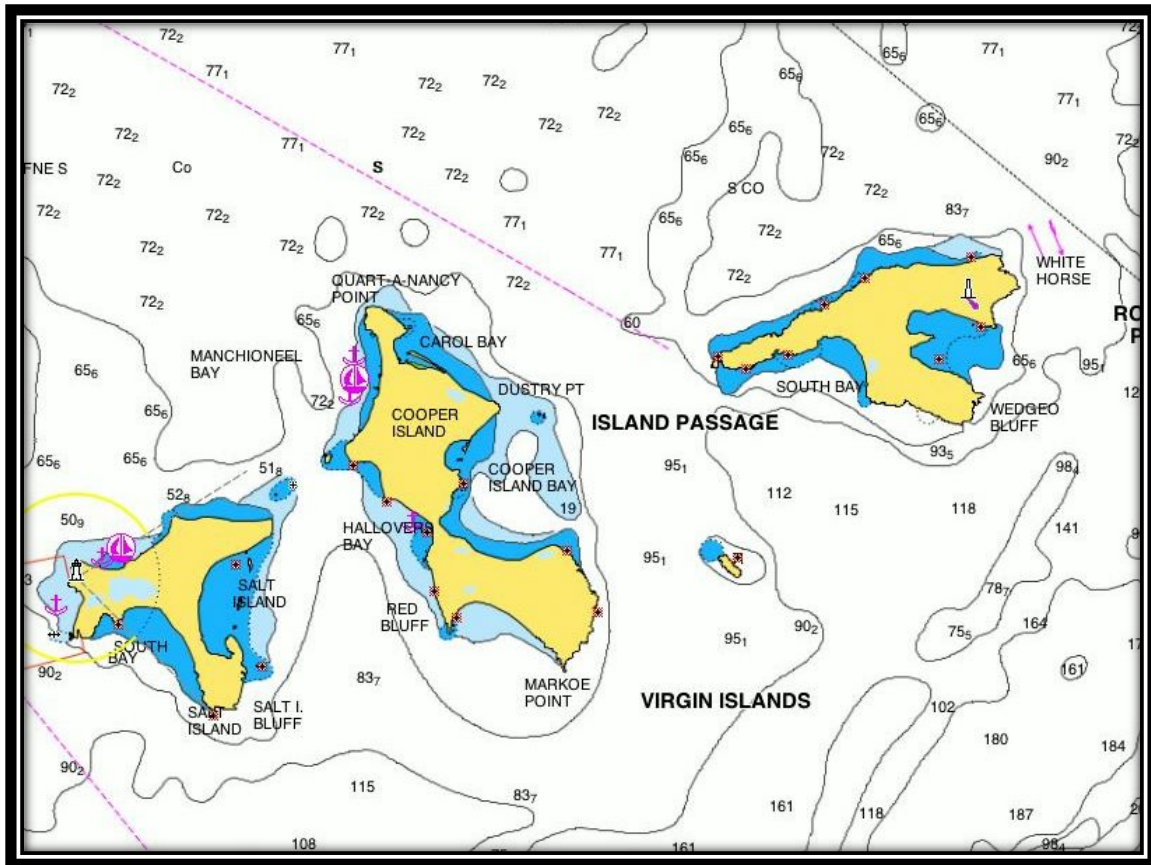 72₂
77₁
65₆
77₁
72₂
77₁
72₂
72₂
72₂
65₆
77₁
72₂
72₂
72₂
72₂
65₆
65₆
72₂
77₁
65₆
72₂
90₂
FNE S
Co
S
72₂
72₂
S CO
72₂
72₂
72₂
72₂
77₁
65₆
72₂
83₇
72₂
72₂
77₁
65₆
QUART-A-NANCY
POINT
72₂
72₂
WHITE
HORSE
72₂
65₆
60
CAROL BAY
MANCHIONEEL
BAY
65₆
65₆
95₁
DUSTRY PT
SOUTH BAY
72₂
65₆
COOPER
ISLAND
ISLAND PASSAGE
WEDGEO
BLUFF
93₅
65₆
65₆
51₈
COOPER
ISLAND BAY
95₁
98₄
52₈
112
115
118
50₉
19
141
HALLOVERS
BAY
95₁
78₇
SALT
ISLAND
RED
BLUFF
164
95₁
90₂
75₅
SOUTH
BAY
90₂
83₇
161
MARKOE
POINT
VIRGIN ISLANDS
SALT
ISLAND
SALT I.
BLUFF
102
180
184
90₂
115
83₇
161
118
187
108
161
98₄